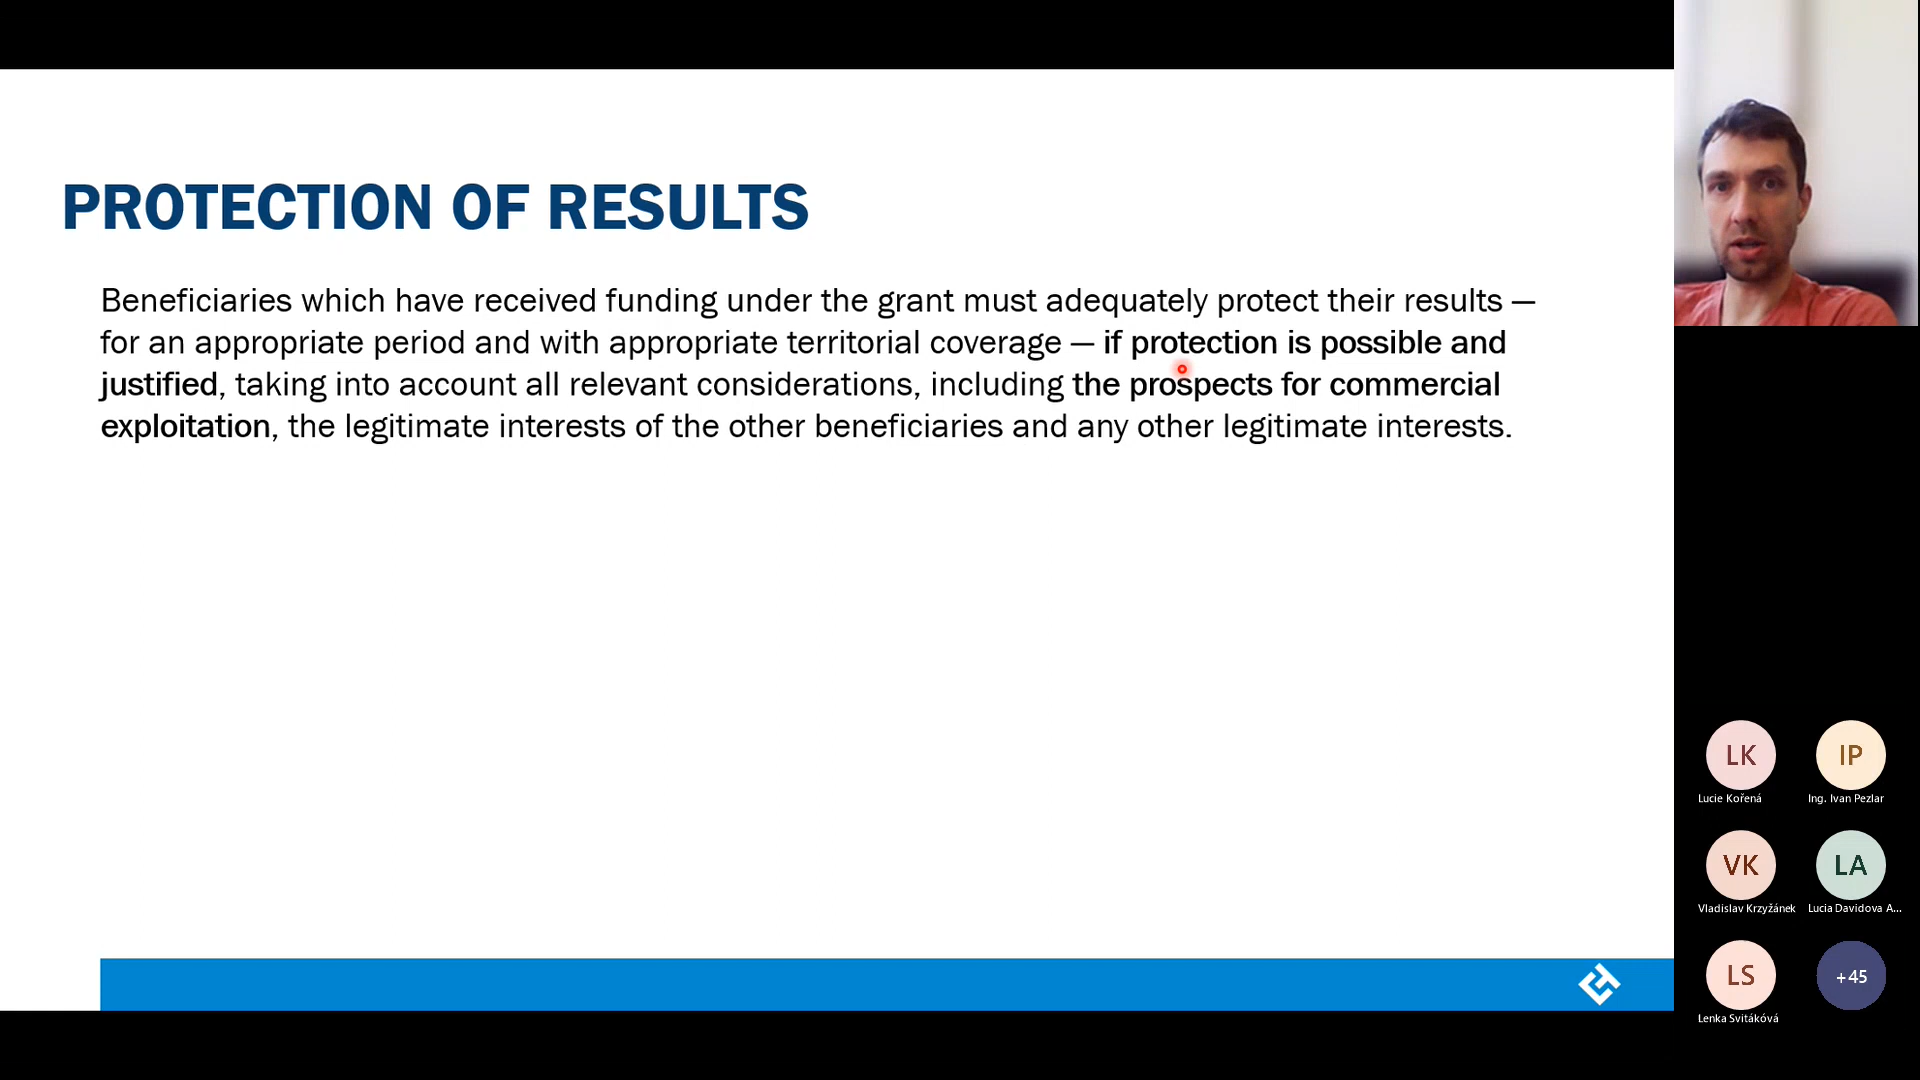 PROTECTION OF RESULTS
Beneficiaries which have received funding under the grant must adequately protect their results —
for an appropriate period and with appropriate territorial coverage — if protection is possible and
justified, taking into account all relevant considerations, including the prospects for commercial
exploitation, the legitimate interests of the other beneficiaries and any other legitimate interests.
LK
IP
Lucie Kořená
Ing. Ivan Pezlar
VK
LA
Vladislav Krzyžánek
Lucia Davidova A...
LS
+45
Lenka Svitáková